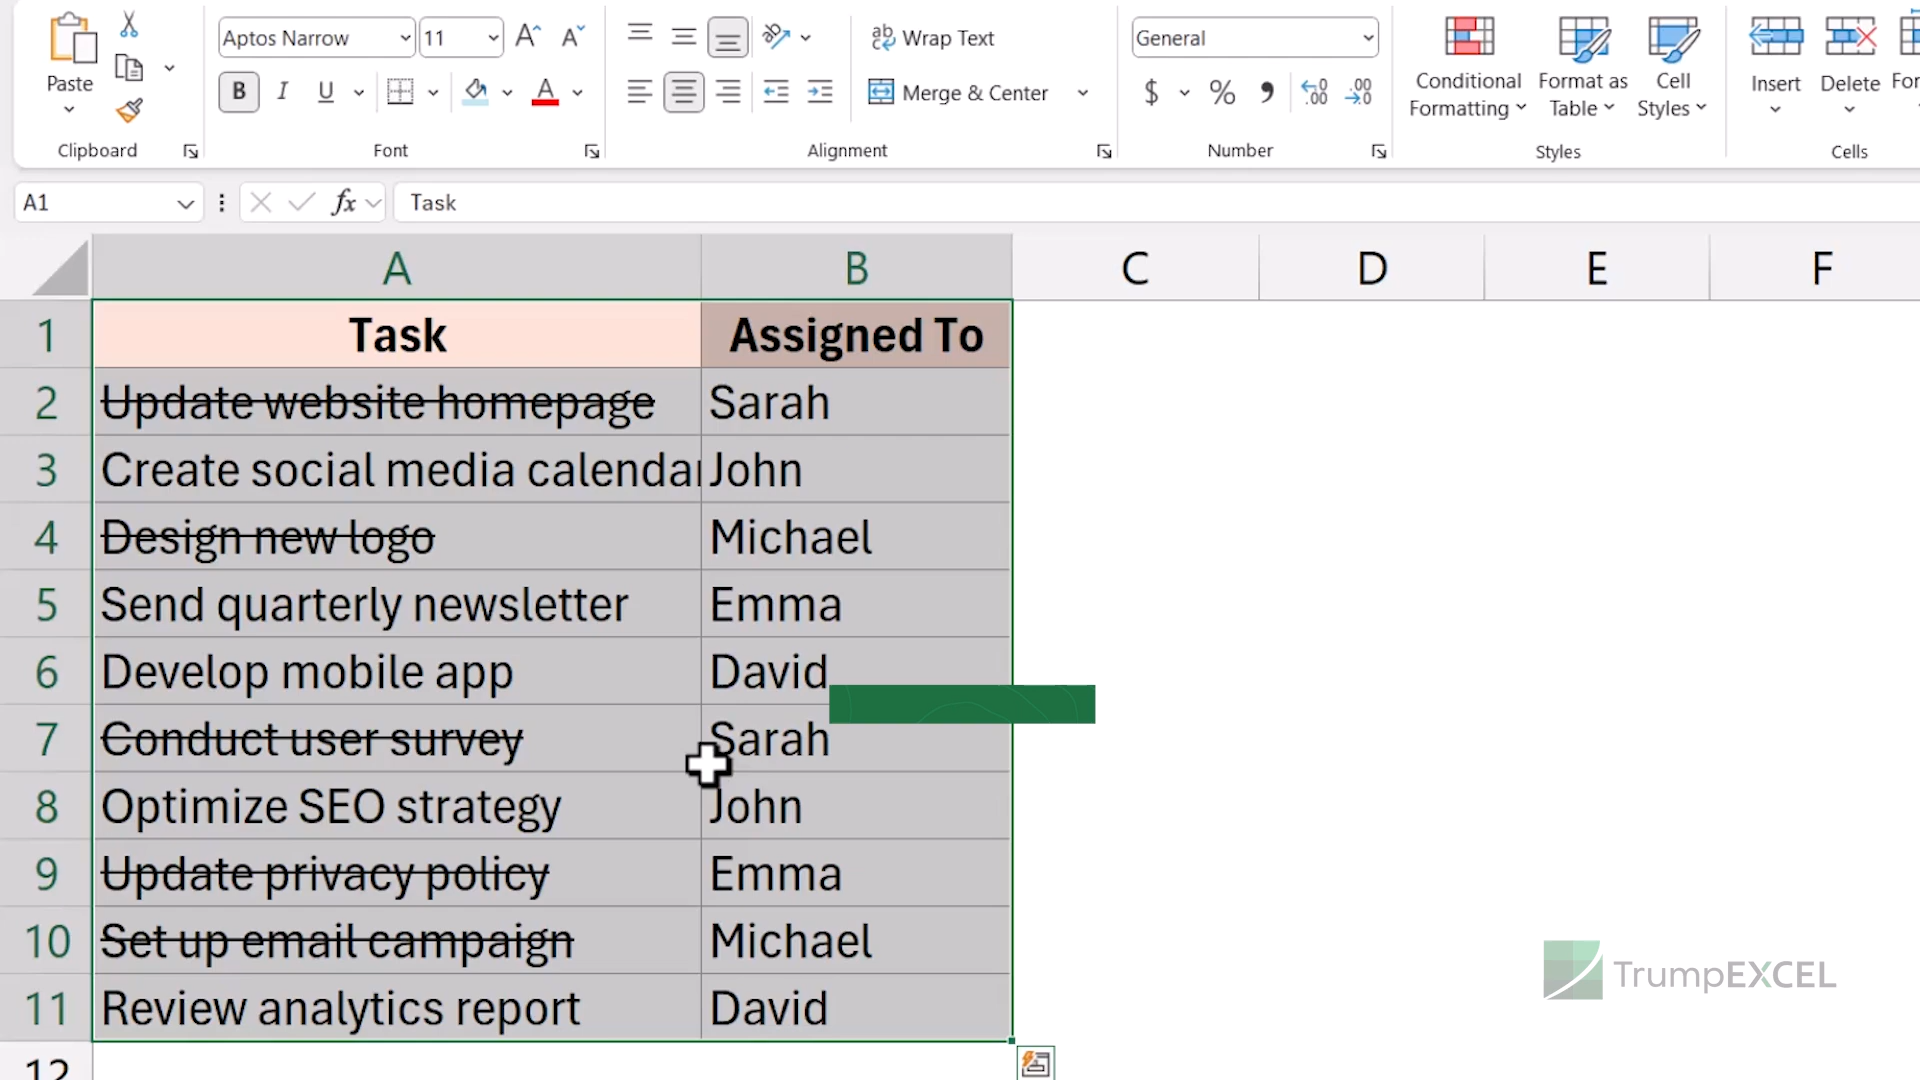 Aptos Narrow 11 Wrap Text General
Paste B I U A Merge & Center $ % Conditional Formatting Format as Table Cell Styles Insert Delete
Clipboard Font Alignment Number Styles Cells
A1 fx Task
A B C D E F
1 Task Assigned To
2 Update website homepage Sarah
3 Create social media calendar John
4 Design new logo Michael
5 Send quarterly newsletter Emma
6 Develop mobile app David
7 Conduct user survey Sarah
8 Optimize SEO strategy John
9 Update privacy policy Emma
10 Set up email campaign Michael
11 Review analytics report David
12
TrumpEXCEL